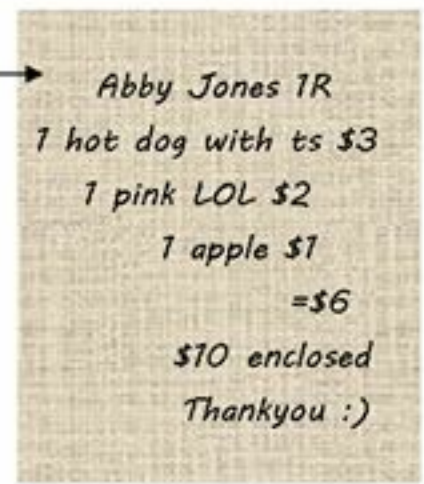 Abby Jones 1R
1 hot dog with ts $3
1 pink LOL $2
1 apple $1
=$6
$10 enclosed
Thankyou :)